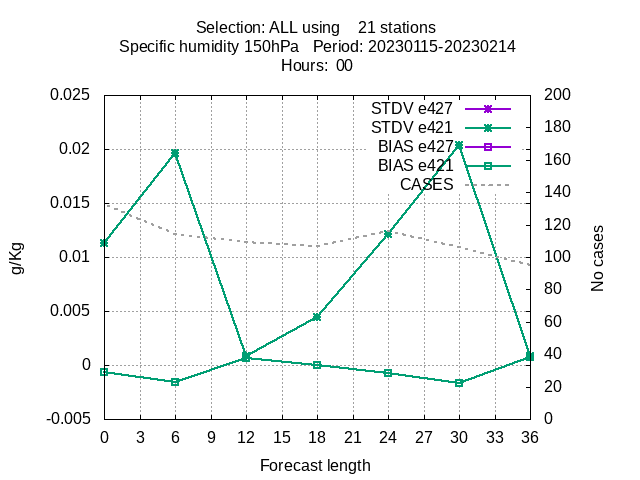 Selection: ALL using    21 stations
Specific humidity 150hPa   Period: 20230115-20230214
Hours:  00
0.025
0.02
0.015
0.01
0.005
0
-0.005
g/Kg
STDV e427
STDV e421
BIAS e427
BIAS e421
CASES
200
180
160
140
120
100
80
60
40
20
0
No cases
0 3 6 9 12 15 18 21 24 27 30 33 36
Forecast length